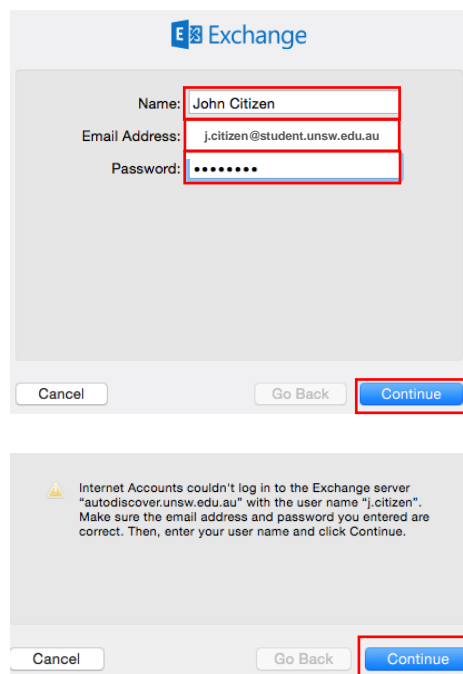 Exchange
Name: John Citizen
Email Address: j.citizen@student.unsw.edu.au
Password: ••••••••
Cancel Go Back Continue
Internet Accounts couldn't log in to the Exchange server
"autodiscover.unsw.edu.au" with the user name "j.citizen".
Make sure the email address and password you entered are
correct. Then, enter your user name and click Continue.
Cancel Go Back Continue